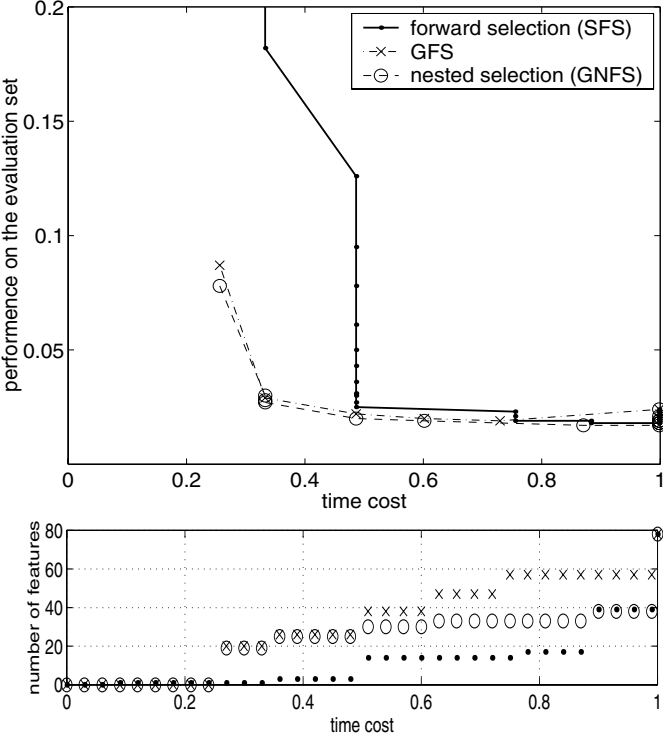 0.2
0.15
0.1
0.05
performence on the evaluation set
forward selection (SFS)
GFS
nested selection (GNFS)
0 0.2 0.4 0.6 0.8 1
time cost
80
60
40
20
0
number of features
0 0.2 0.4 0.6 0.8 1
time cost